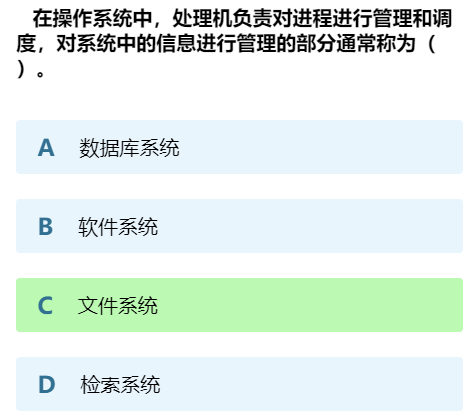 在操作系统中，处理机负责对进程进行管理和调
度，对系统中的信息进行管理的部分通常称为（
）。
A 数据库系统
B 软件系统
C 文件系统
D 检索系统